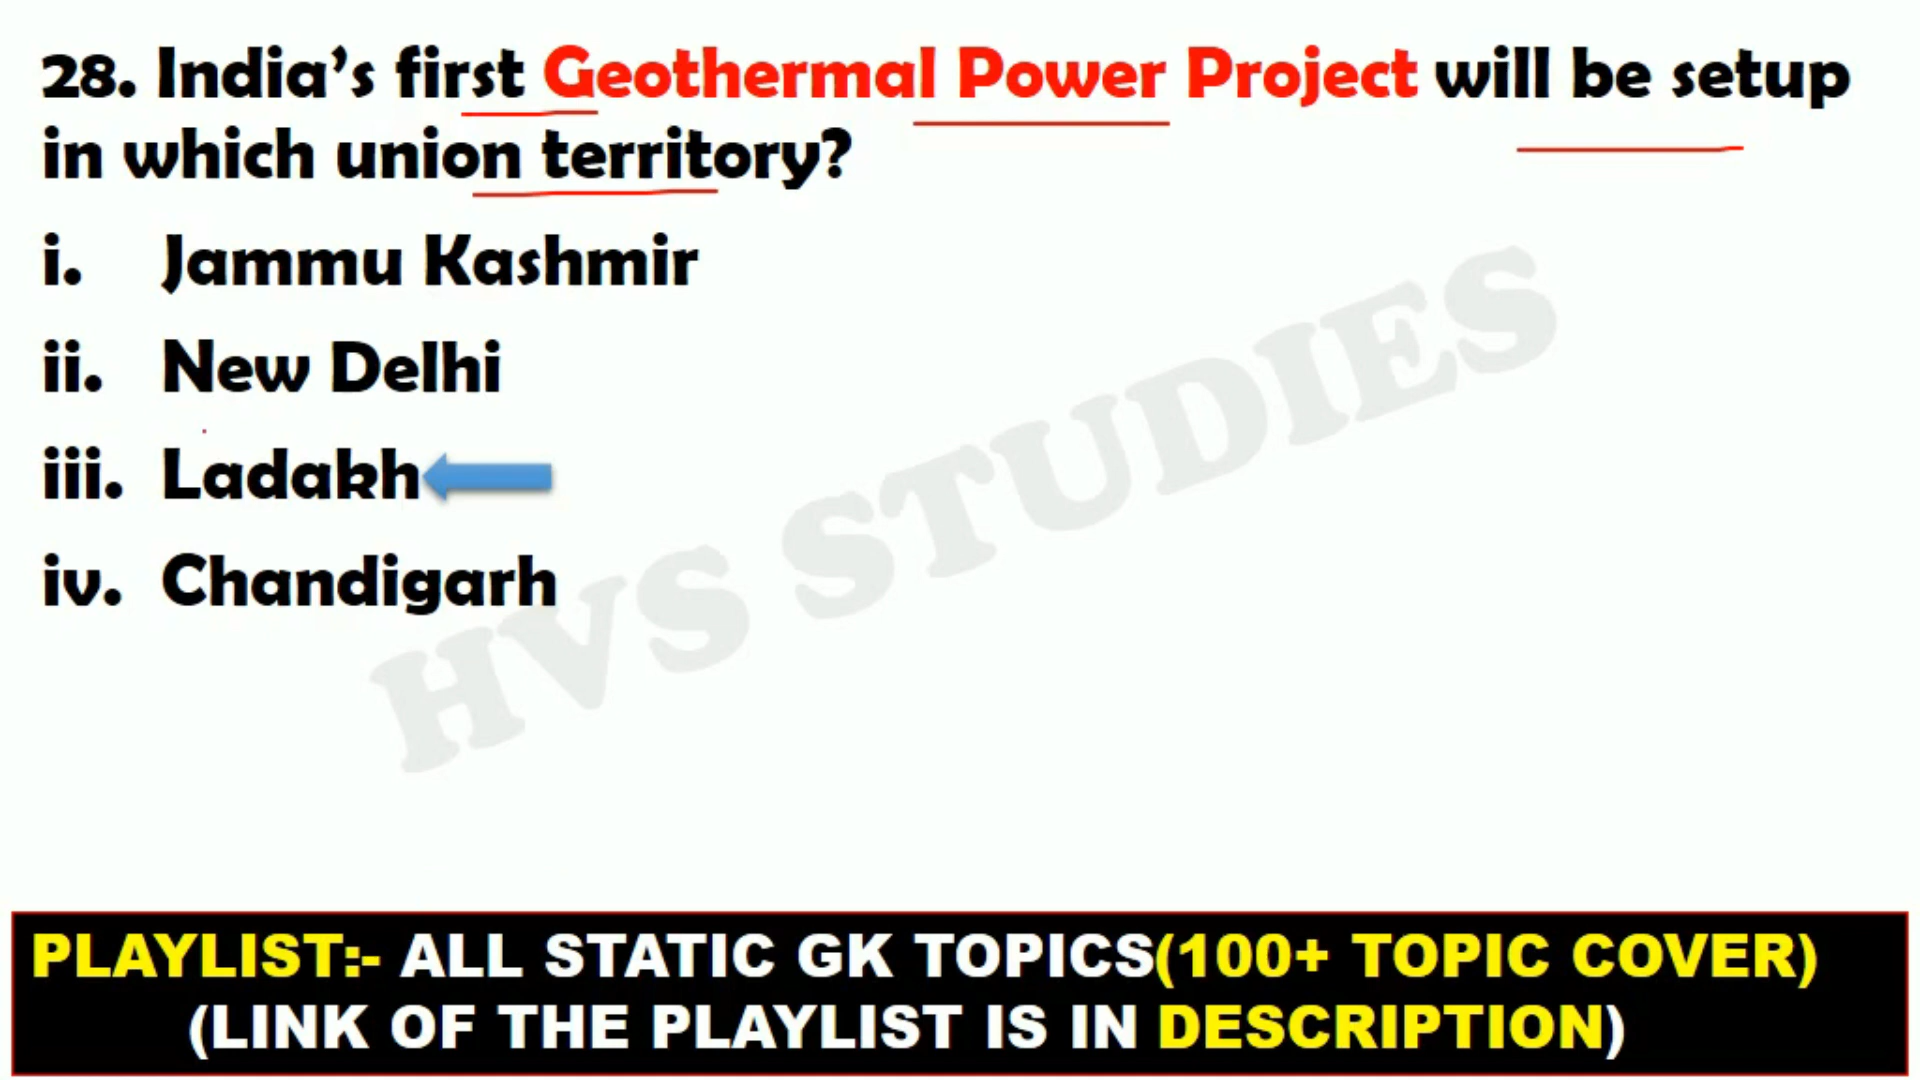 28. India's first Geothermal Power Project will be setup
in which union territory?
i. Jammu Kashmir
ii. New Delhi
iii. Ladakh
iv. Chandigarh
HVS STUDIES
PLAYLIST:- ALL STATIC GK TOPICS(100+ TOPIC COVER)
(LINK OF THE PLAYLIST IS IN DESCRIPTION)